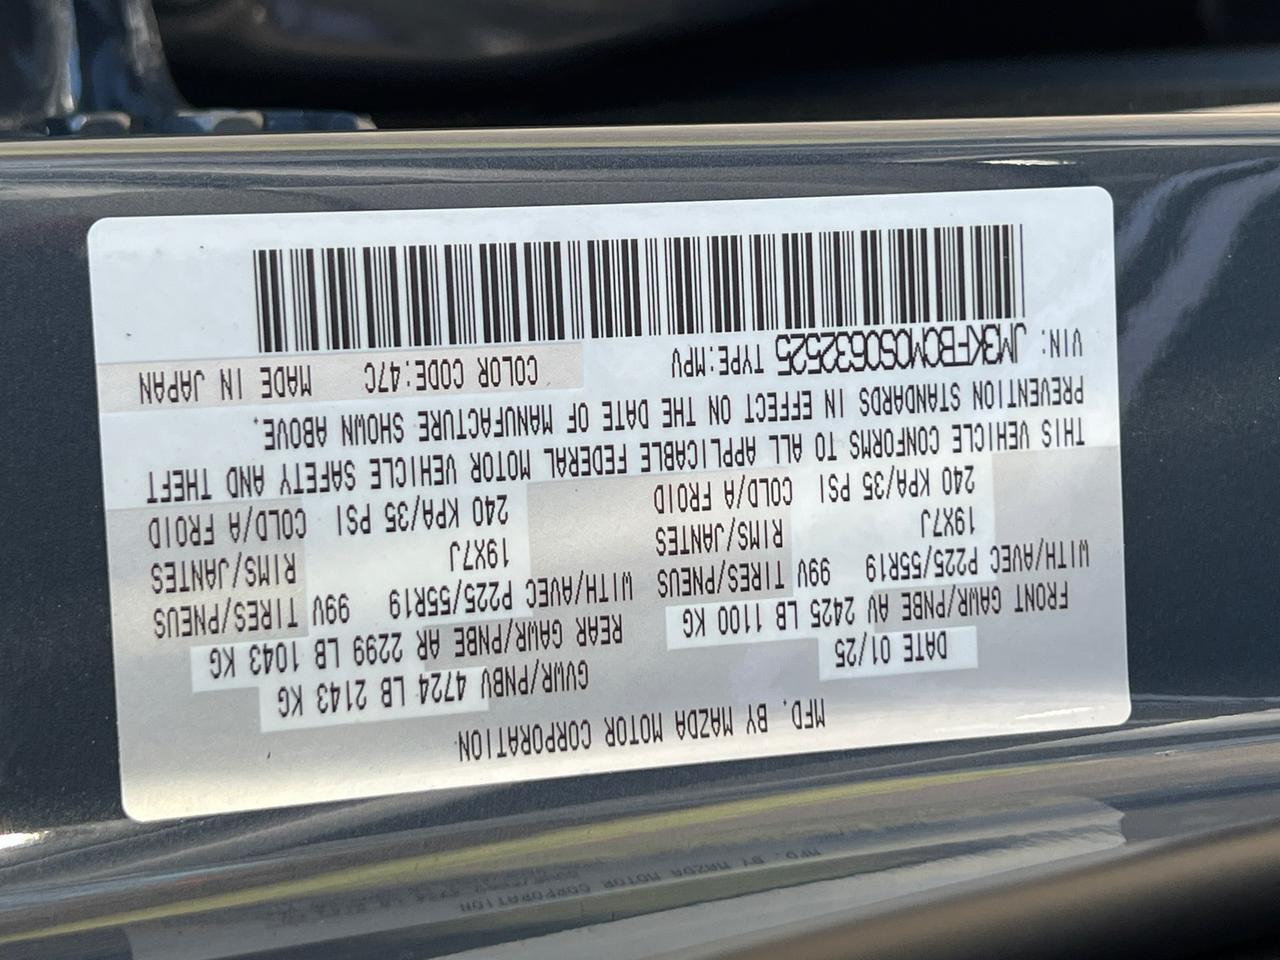 MFD. BY MAZDA MOTOR CORPORATION
DATE 01/25 GVWR/PNBV 4724 LB 2143 KG
FRONT GAWR/PNBE AV 2425 LB 1100 KG REAR GAWR/PNBE AR 2299 LB 1043 KG
WITH/AVEC P225/55R19 99V TIRES/PNEUS WITH/AVEC P225/55R19 99V TIRES/PNEUS
19X7J RIMS/JANTES 19X7J RIMS/JANTES
240 KPA/35 PSI COLD/A FROID 240 KPA/35 PSI COLD/A FROID
THIS VEHICLE CONFORMS TO ALL APPLICABLE FEDERAL MOTOR VEHICLE SAFETY AND THEFT
PREVENTION STANDARDS IN EFFECT ON THE DATE OF MANUFACTURE SHOWN ABOVE.
VIN: JM3KFBCM0S0632525 TYPE:MPV COLOR CODE:47C MADE IN JAPAN